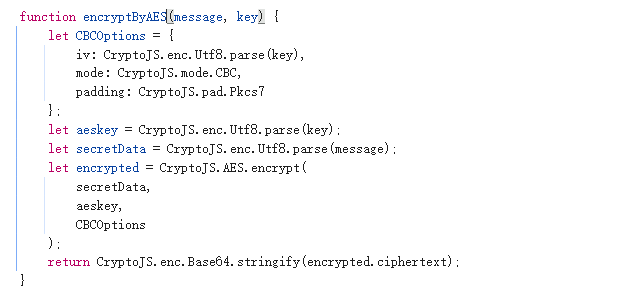 function encryptByAES(message, key) {
    let CBCOptions = {
        iv: CryptoJS.enc.Utf8.parse(key),
        mode: CryptoJS.mode.CBC,
        padding: CryptoJS.pad.Pkcs7
    };
    let aeskey = CryptoJS.enc.Utf8.parse(key);
    let secretData = CryptoJS.enc.Utf8.parse(message);
    let encrypted = CryptoJS.AES.encrypt(
        secretData,
        aeskey,
        CBCOptions
    );
    return CryptoJS.enc.Base64.stringify(encrypted.ciphertext);
}